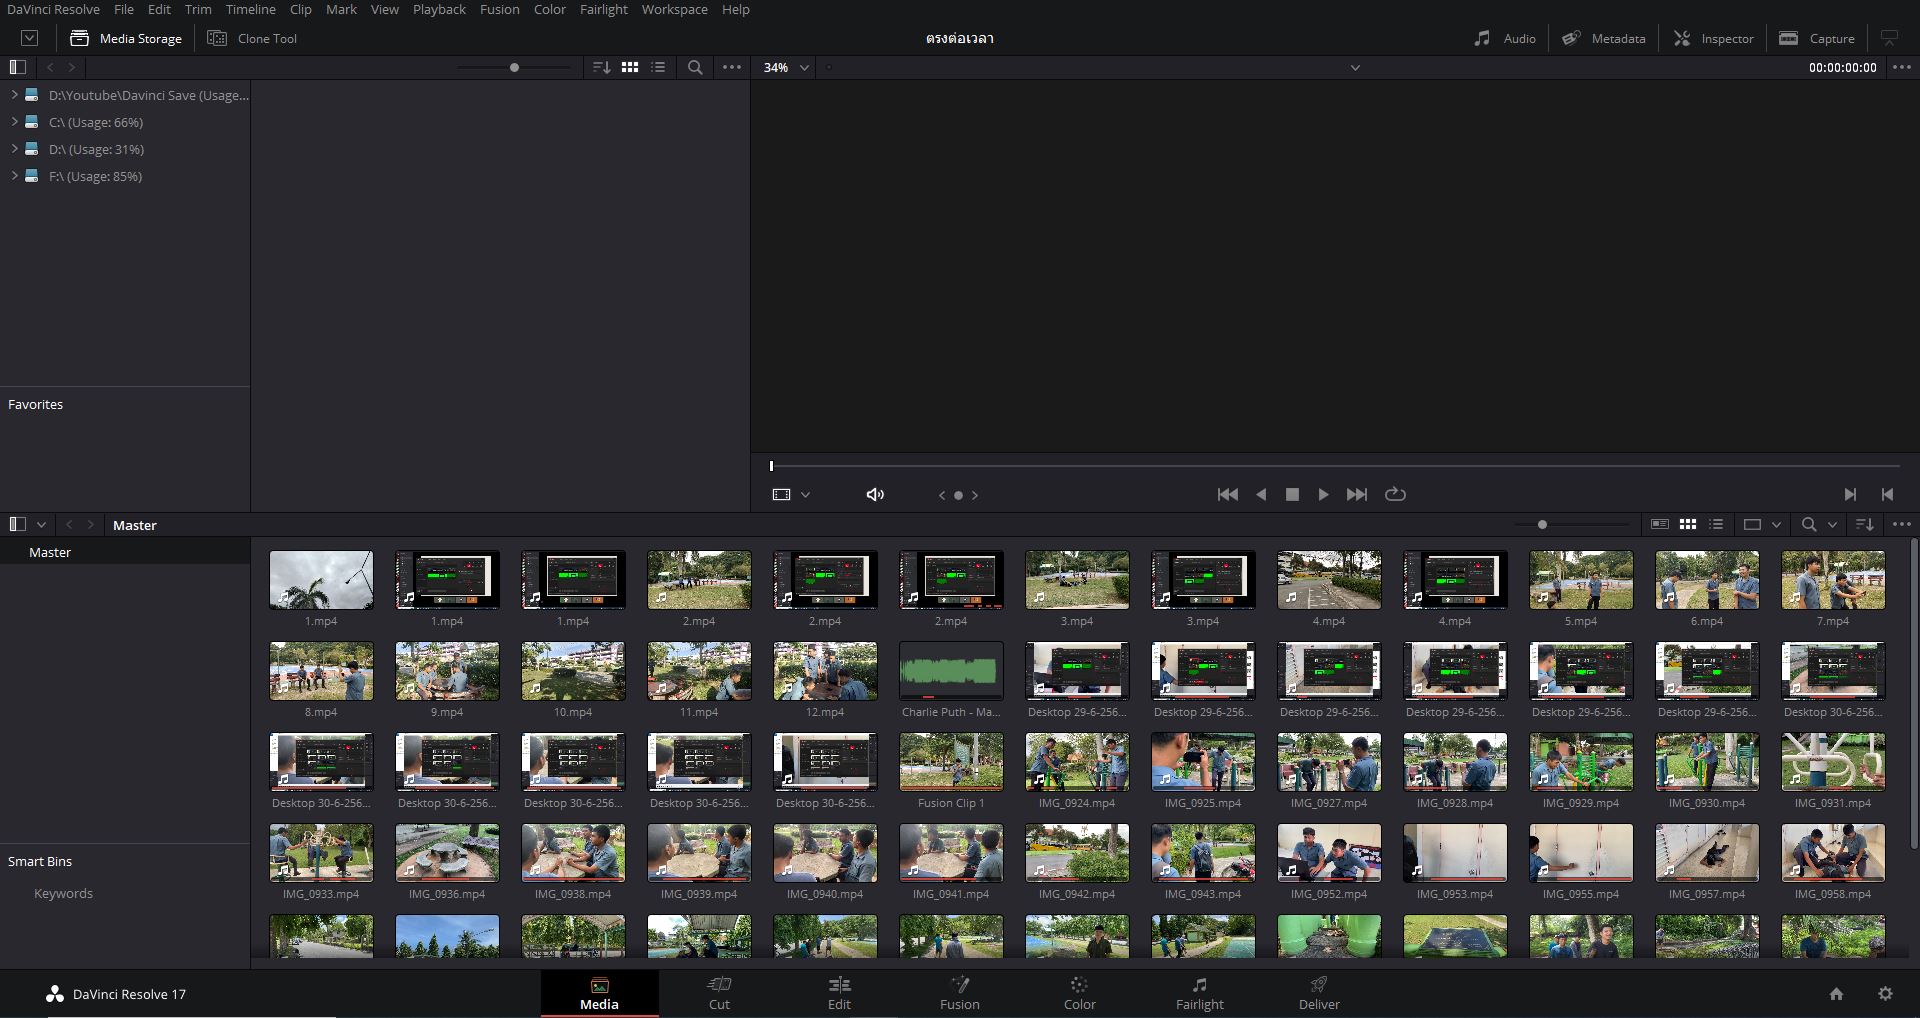 DaVinci Resolve File Edit Trim Timeline Clip Mark View Playback Fusion Color Fairlight Workspace Help
Media Storage Clone Tool ตรงต่อเวลา Audio Metadata Inspector Capture
34% 00:00:00:00
D:\Youtube\Davinci Save (Usage...
C:\ (Usage: 66%)
D:\ (Usage: 31%)
F:\ (Usage: 85%)
Favorites
Master
Master
1.mp4 1.mp4 1.mp4 2.mp4 2.mp4 2.mp4 3.mp4 3.mp4 4.mp4 4.mp4 5.mp4 6.mp4 7.mp4
8.mp4 9.mp4 10.mp4 11.mp4 12.mp4 Charlie Puth - Ma... Desktop 29-6-256... Desktop 29-6-256... Desktop 29-6-256... Desktop 29-6-256... Desktop 29-6-256... Desktop 29-6-256... Desktop 30-6-256...
Desktop 30-6-256... Desktop 30-6-256... Desktop 30-6-256... Desktop 30-6-256... Desktop 30-6-256... Fusion Clip 1 IMG_0924.mp4 IMG_0925.mp4 IMG_0927.mp4 IMG_0928.mp4 IMG_0929.mp4 IMG_0930.mp4 IMG_0931.mp4
IMG_0933.mp4 IMG_0936.mp4 IMG_0938.mp4 IMG_0939.mp4 IMG_0940.mp4 IMG_0941.mp4 IMG_0942.mp4 IMG_0943.mp4 IMG_0952.mp4 IMG_0953.mp4 IMG_0955.mp4 IMG_0957.mp4 IMG_0958.mp4
Smart Bins
Keywords
DaVinci Resolve 17
Media Cut Edit Fusion Color Fairlight Deliver